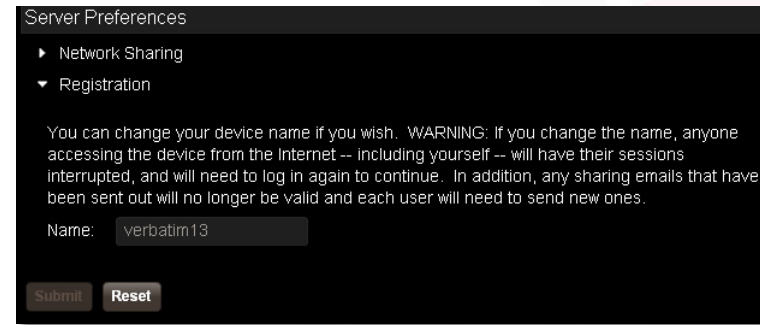 Server Preferences
Network Sharing
Registration
You can change your device name if you wish.  WARNING: If you change the name, anyone
accessing the device from the Internet -- including yourself -- will have their sessions
interrupted, and will need to log in again to continue.  In addition, any sharing emails that have
been sent out will no longer be valid and each user will need to send new ones.
Name: verbatim13
Submit Reset